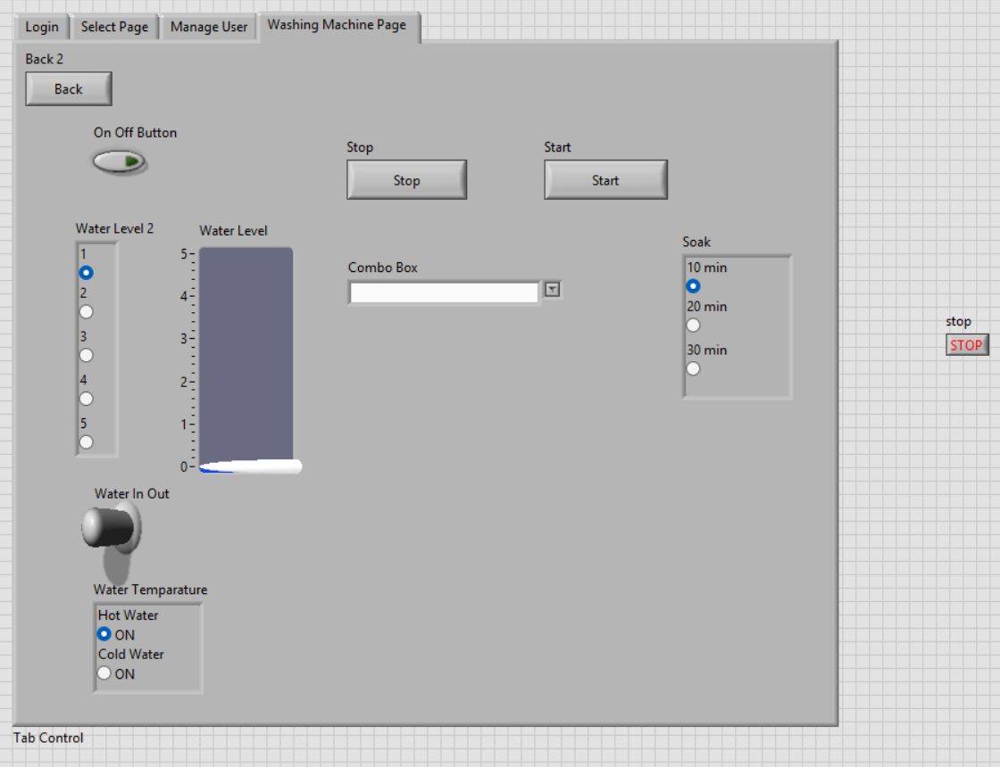 Login Select Page Manage User Washing Machine Page
Back 2
Back
On Off Button
Stop
Start
Stop
Start
Water Level 2
Water Level
Soak
1
2
3
4
5
5
4
3
2
1
0
Combo Box
10 min
20 min
30 min
stop
STOP
Water In Out
Water Temparature
Hot Water
ON
Cold Water
ON
Tab Control